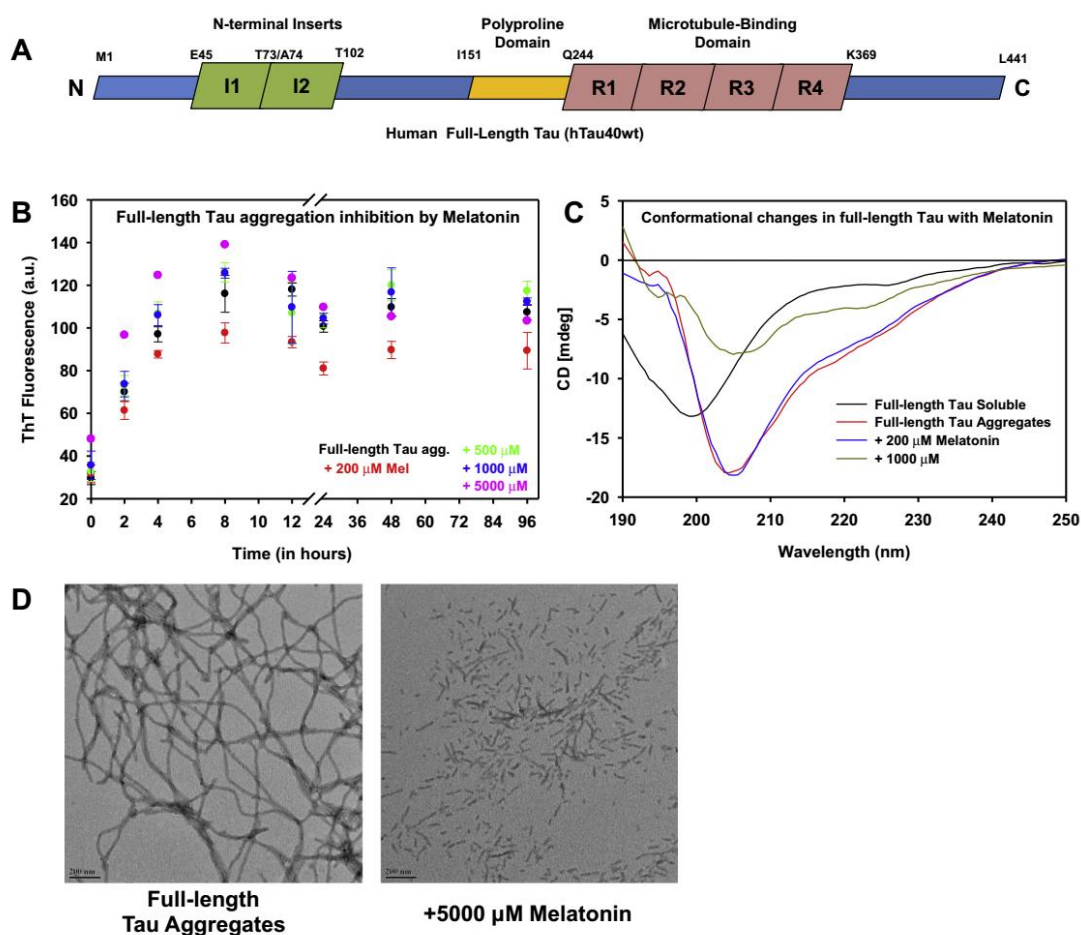 A
N-terminal Inserts
Polyproline
Domain
Microtubule-Binding
Domain
M1
E45
T73/A74
T102
I151
Q244
K369
L441
N
I1
I2
R1
R2
R3
R4
C
Human Full-Length Tau (hTau40wt)
B
Full-length Tau aggregation inhibition by Melatonin
ThT Fluorescence (a.u.)
160
140
120
100
80
60
40
20
Full-length Tau agg.
+ 200 µM Mel
+ 500 µM
+ 1000 µM
+ 5000 µM
0 2 4 6 8 10 12 24 36 48 60 72 84 96
Time (in hours)
C
Conformational changes in full-length Tau with Melatonin
CD [mdeg]
5
0
-5
-10
-15
-20
Full-length Tau Soluble
Full-length Tau Aggregates
+ 200 µM Melatonin
+ 1000 µM
190 200 210 220 230 240 250
Wavelength (nm)
D
200 nm
200 nm
Full-length
Tau Aggregates
+5000 µM Melatonin